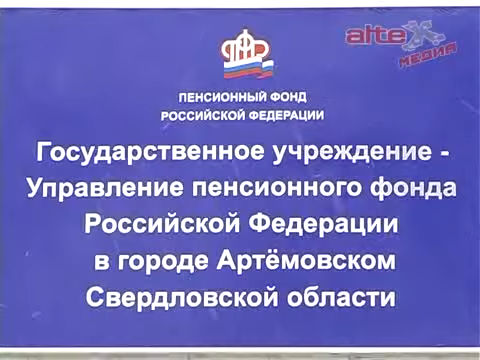 alteX
МЕДИА
ПЕНСИОННЫЙ ФОНД
РОССИЙСКОЙ ФЕДЕРАЦИИ
Государственное учреждение -
Управление пенсионного фонда
Российской Федерации
в городе Артёмовском
Свердловской области